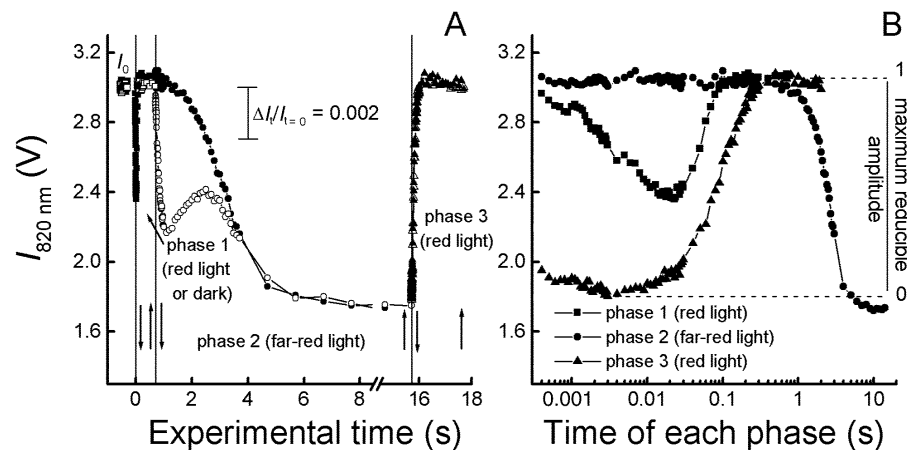 A
B
I0
3.2
2.8
2.4
2.0
1.6
I820 nm (V)
ΔIt/It = 0 = 0.002
phase 1
(red light
or dark)
phase 2 (far-red light)
phase 3
(red light)
0
2
4
6
8
16
18
Experimental time (s)
3.2
2.8
2.4
2.0
1.6
phase 1 (red light)
phase 2 (far-red light)
phase 3 (red light)
0.001
0.01
0.1
1
10
Time of each phase (s)
1
maximum reducible
amplitude
0